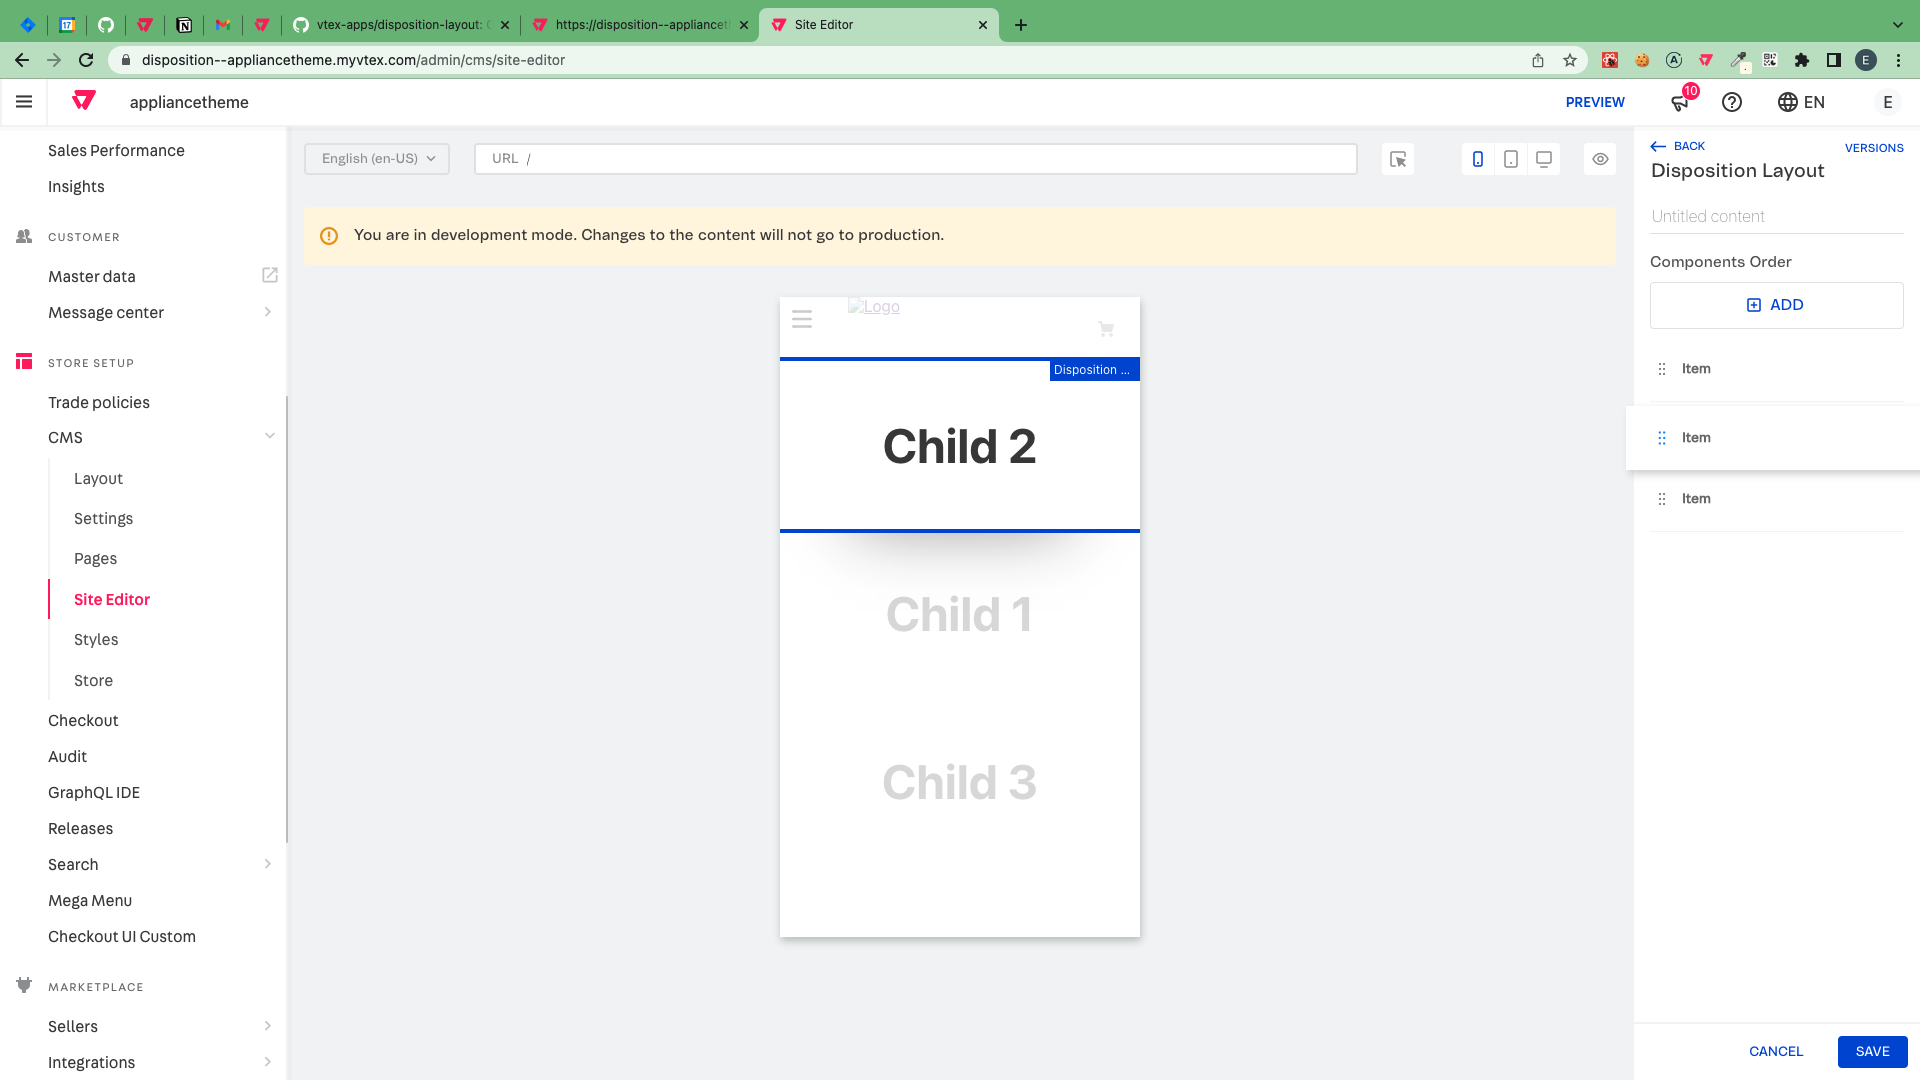 vtex-apps/disposition-layout:
https://disposition--appliancet
Site Editor
disposition--appliancetheme.myvtex.com/admin/cms/site-editor
E
appliancetheme
PREVIEW
10
EN
E
Sales Performance
Insights
CUSTOMER
Master data
Message center
STORE SETUP
Trade policies
CMS
Layout
Settings
Pages
Site Editor
Styles
Store
Checkout
Audit
GraphQL IDE
Releases
Search
Mega Menu
Checkout UI Custom
MARKETPLACE
Sellers
Integrations
English (en-US)
URL /
You are in development mode. Changes to the content will not go to production.
Logo
Disposition ...
Child 2
Child 1
Child 3
BACK
VERSIONS
Disposition Layout
Untitled content
Components Order
ADD
Item
Item
Item
CANCEL
SAVE